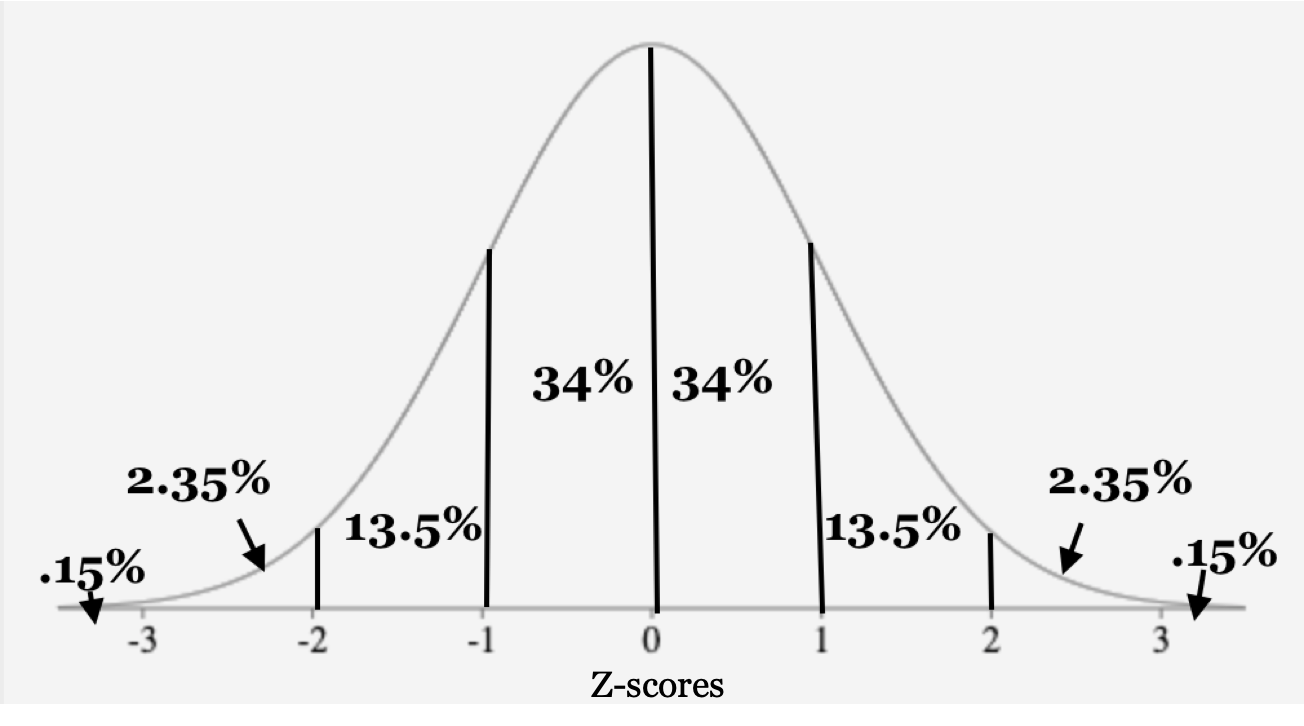 34% 34%
2.35% 2.35%
13.5% 13.5%
.15% .15%
-3 -2 -1 0 1 2 3
Z-scores